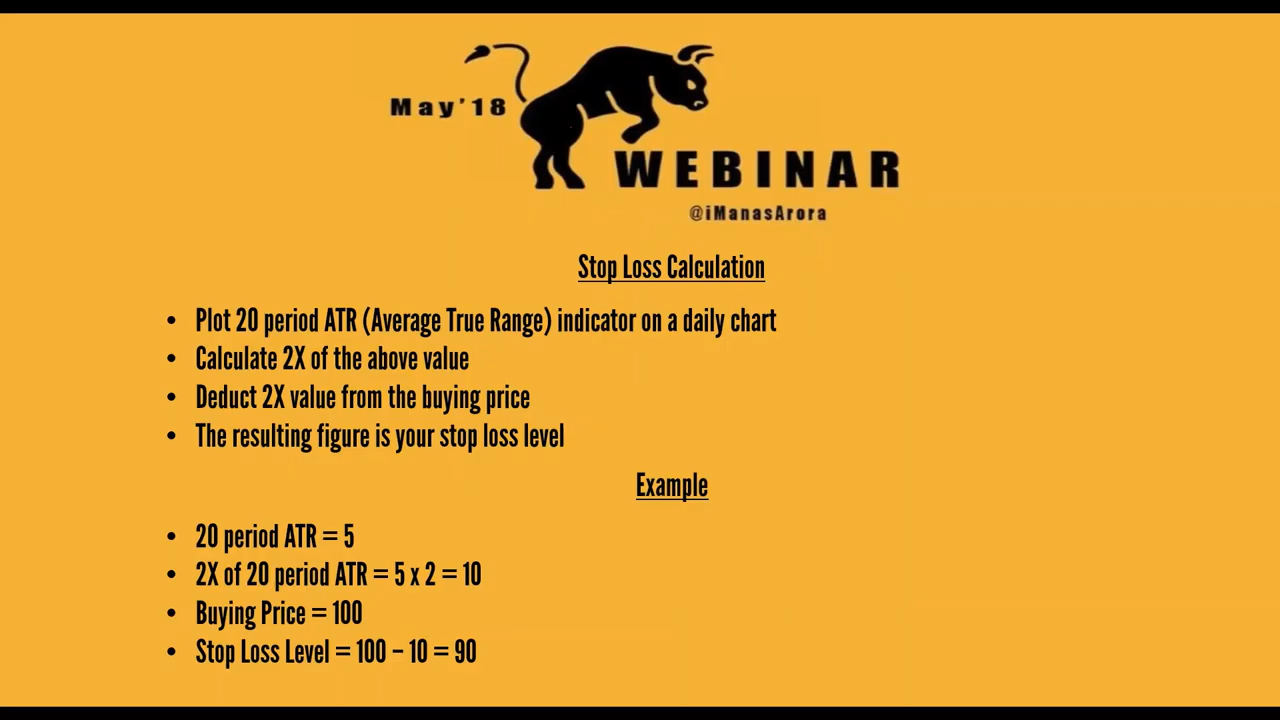 May'18
WEBINAR
@iManasArora
Stop Loss Calculation
• Plot 20 period ATR (Average True Range) indicator on a daily chart
• Calculate 2X of the above value
• Deduct 2X value from the buying price
• The resulting figure is your stop loss level
Example
• 20 period ATR = 5
• 2X of 20 period ATR = 5 x 2 = 10
• Buying Price = 100
• Stop Loss Level = 100 – 10 = 90